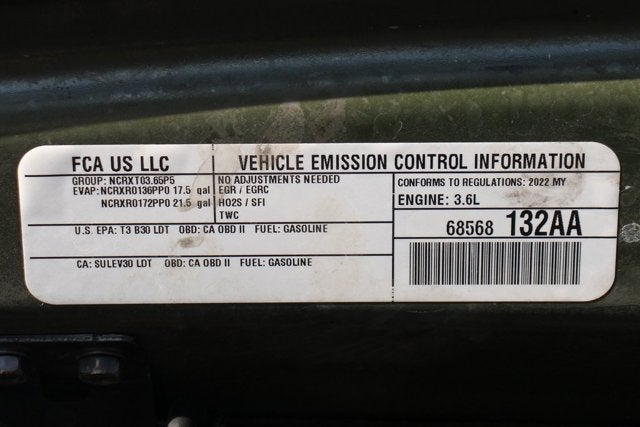 FCA US LLC
VEHICLE EMISSION CONTROL INFORMATION
GROUP: NCRXT03.65P5
EVAP:NCRXR0136PP0 17.5 gal
NCRXR0172PP0 21.5 gal
NO ADJUSTMENTS NEEDED
EGR / EGRC
HO2S / SFI
TWC
CONFORMS TO REGULATIONS: 2022 MY
ENGINE: 3.6L
U.S. EPA: T3 B30 LDT OBD: CA OBD II FUEL: GASOLINE
68568 132AA
CA: SULEV30 LDT OBD: CA OBD II FUEL: GASOLINE